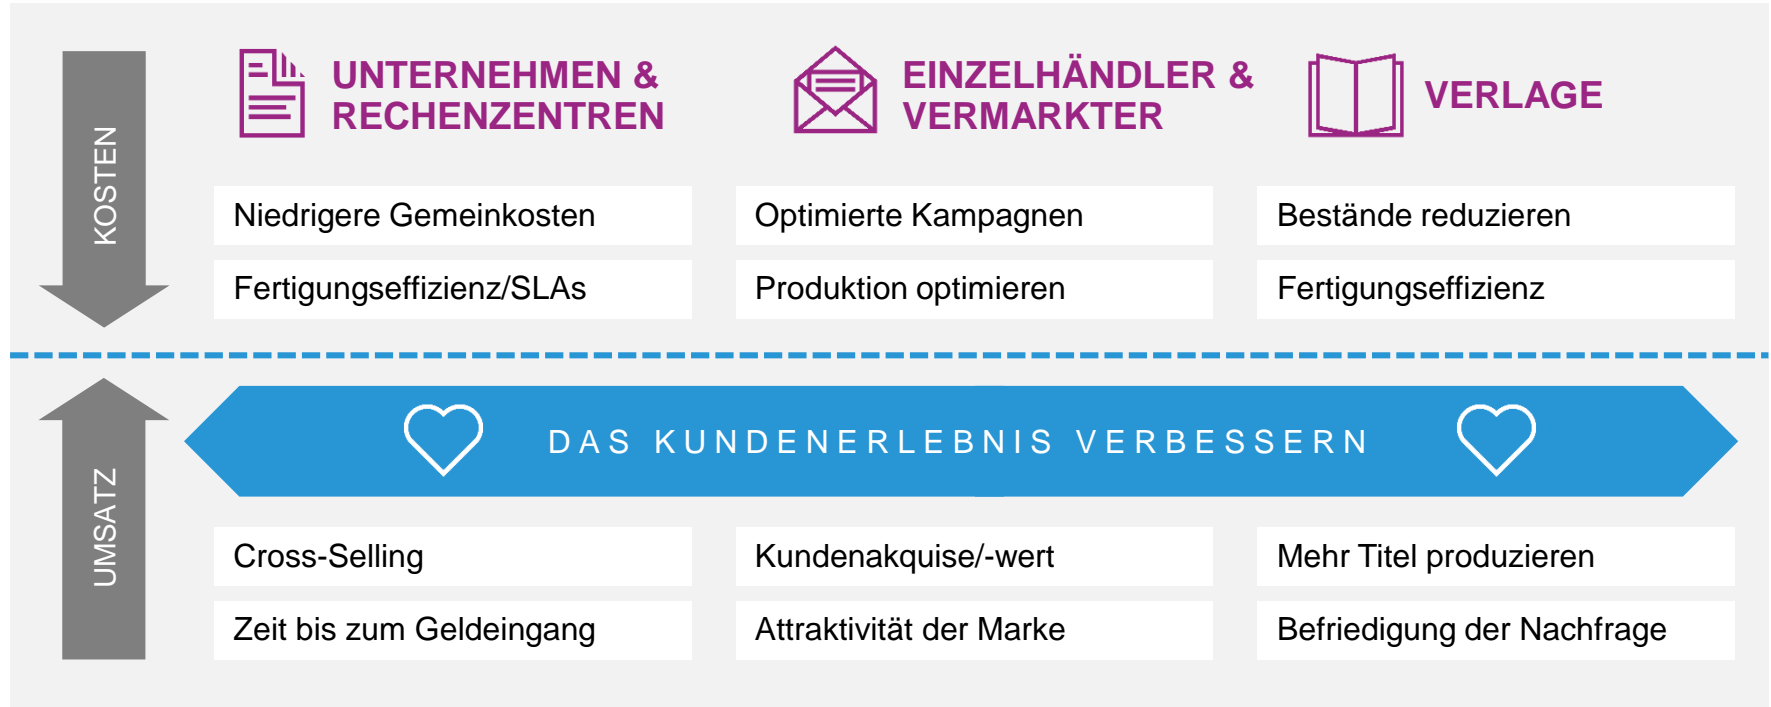 UNTERNEHMEN &
RECHENZENTREN
EINZELHÄNDLER &
VERMARKTER
VERLAGE
KOSTEN
Niedrigere Gemeinkosten
Optimierte Kampagnen
Bestände reduzieren
Fertigungseffizienz/SLAs
Produktion optimieren
Fertigungseffizienz
DAS KUNDENERLEBNIS VERBESSERN
UMSATZ
Cross-Selling
Kundenakquise/-wert
Mehr Titel produzieren
Zeit bis zum Geldeingang
Attraktivität der Marke
Befriedigung der Nachfrage